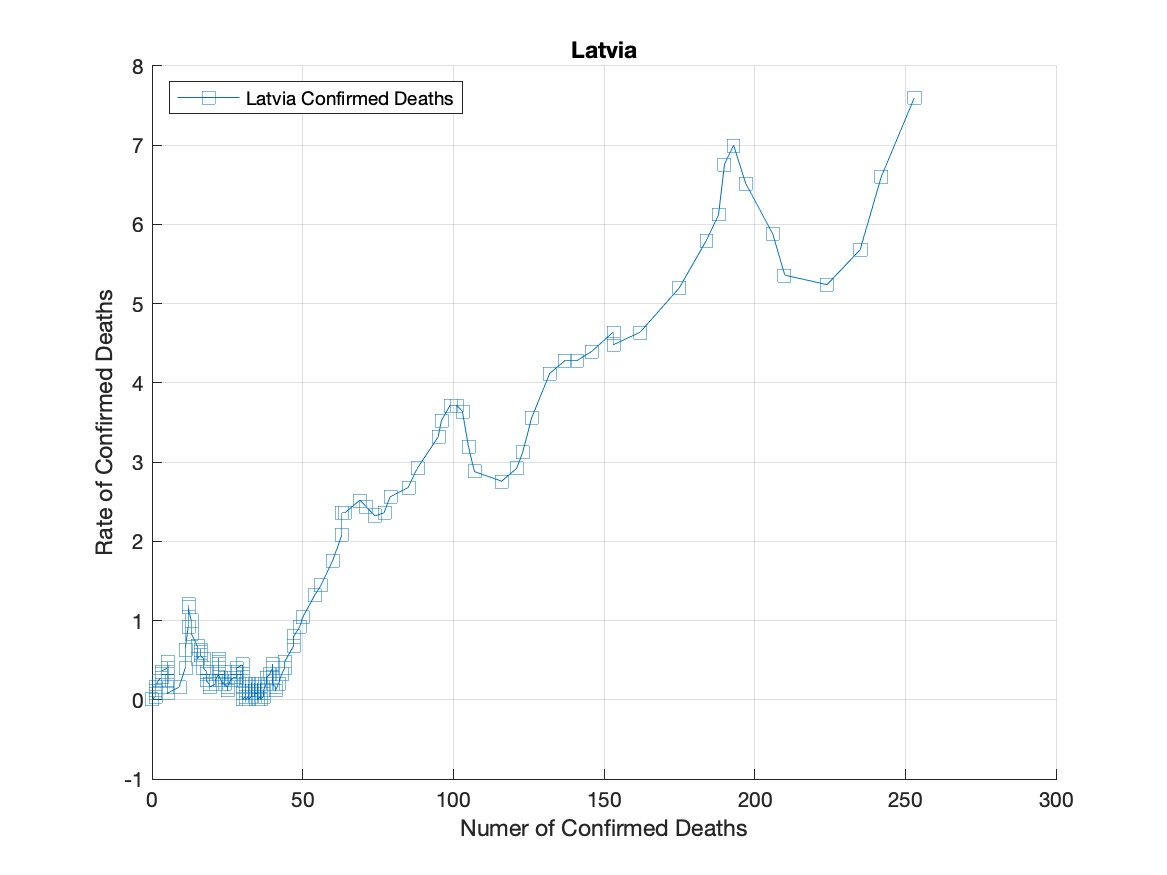 Latvia
Latvia Confirmed Deaths
8
7
6
5
4
3
2
1
0
-1
Rate of Confirmed Deaths
0 50 100 150 200 250 300
Numer of Confirmed Deaths